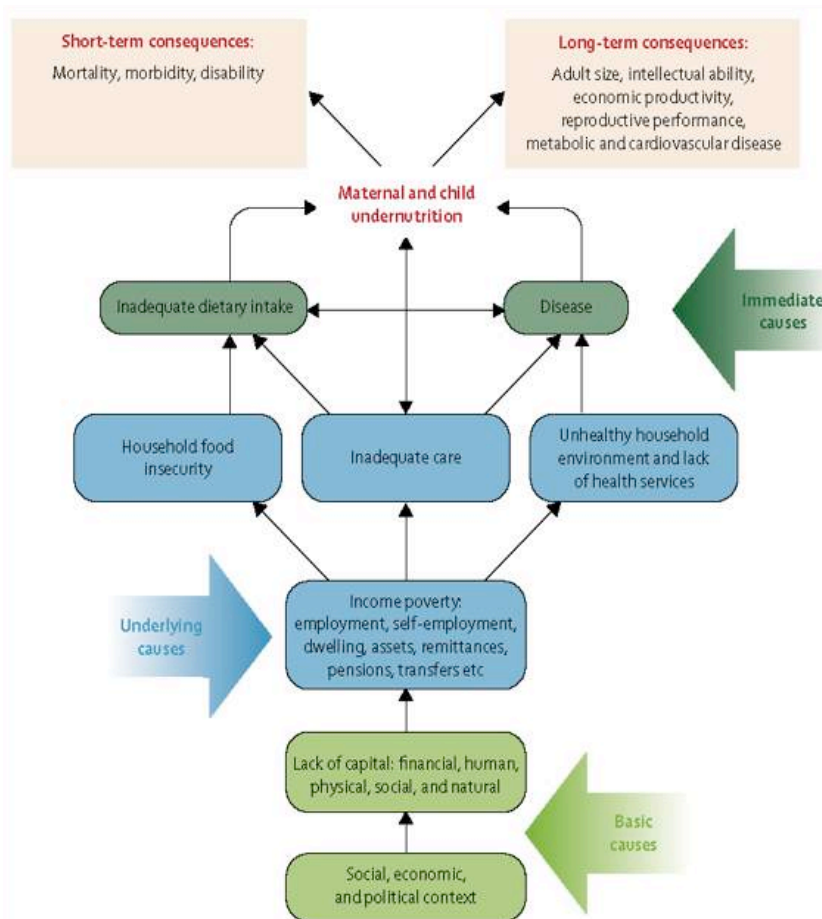 Short-term consequences:
Mortality, morbidity, disability
Long-term consequences:
Adult size, intellectual ability,
economic productivity,
reproductive performance,
metabolic and cardiovascular disease
Maternal and child
undernutrition
Inadequate dietary intake
Disease
Immediate
causes
Household food
insecurity
Inadequate care
Unhealthy household
environment and lack
of health services
Underlying
causes
Income poverty:
employment, self-employment,
dwelling, assets, remittances,
pensions, transfers etc
Lack of capital: financial, human,
physical, social, and natural
Basic
causes
Social, economic,
and political context